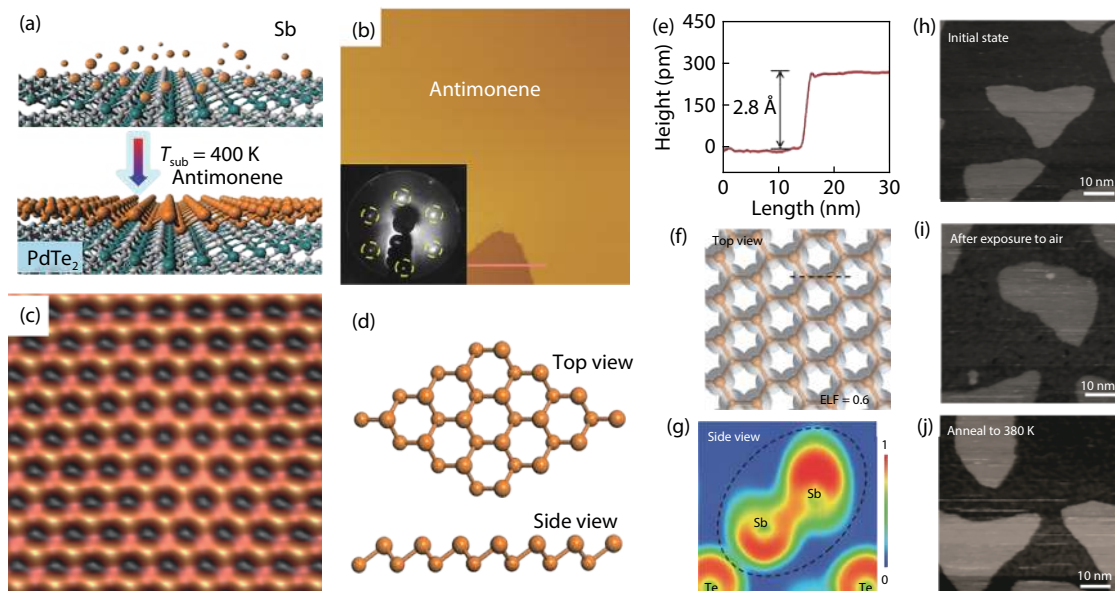 (a)
Sb
T_sub = 400 K
Antimonene
PdTe₂
(b)
Antimonene
(c)
(d)
Top view
Side view
(e)
Height (pm)
450
300
150
0
2.8 Å
0
10
20
30
Length (nm)
(f)
Top view
ELF = 0.6
(g)
Side view
Sb
Sb
Te
Te
1
0
(h)
Initial state
10 nm
(i)
After exposure to air
10 nm
(j)
Anneal to 380 K
10 nm